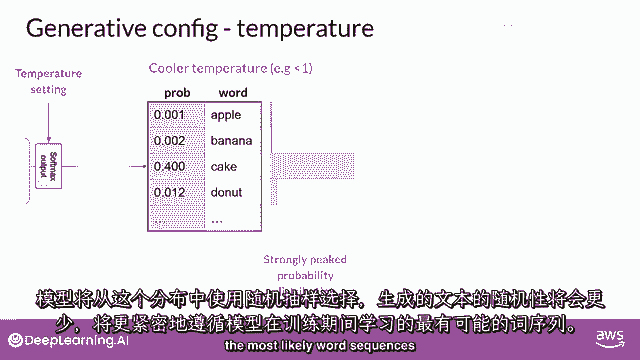 Generative config - temperature
Temperature setting
Cooler temperature (e.g <1)
prob word
0.001 apple
0.002 banana
0.400 cake
0.012 donut
... ...
Softmax output
Strongly peaked probability
模型将从这个分布中使用随机抽样选择，生成的文本的随机性将会更
少，将更紧密地遵循模型在训练期间学习的最有可能的词序列。
the most likely word sequences
DeepLearning.AI
aws